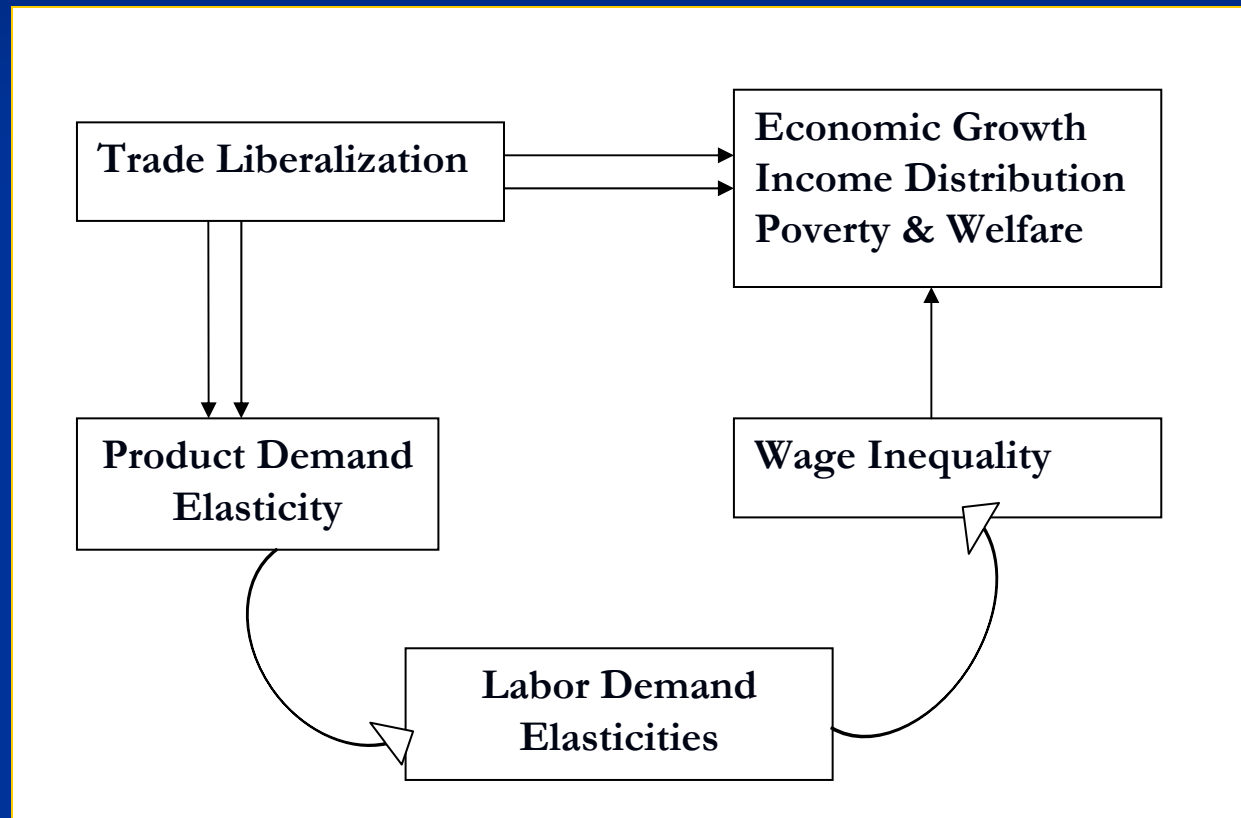 Trade Liberalization
Economic Growth
Income Distribution
Poverty & Welfare
Product Demand
Elasticity
Wage Inequality
Labor Demand
Elasticities